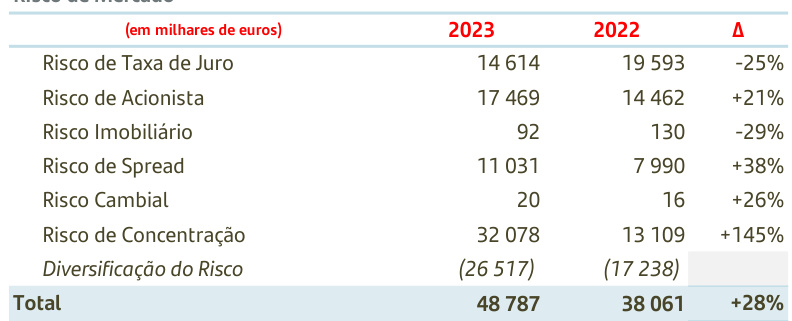 Risco de Mercado
(em milhares de euros) 2023 2022 Δ
Risco de Taxa de Juro 14 614 19 593 -25%
Risco de Acionista 17 469 14 462 +21%
Risco Imobiliário 92 130 -29%
Risco de Spread 11 031 7 990 +38%
Risco Cambial 20 16 +26%
Risco de Concentração 32 078 13 109 +145%
Diversificação do Risco (26 517) (17 238)
Total 48 787 38 061 +28%